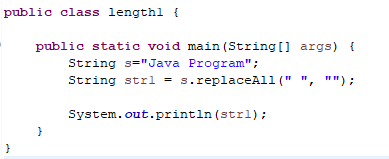 public class length1 {
public static void main(String[] args) {
String s="Java Program";
String str1 = s.replaceAll(" ", "");
System.out.println(str1);
}
}